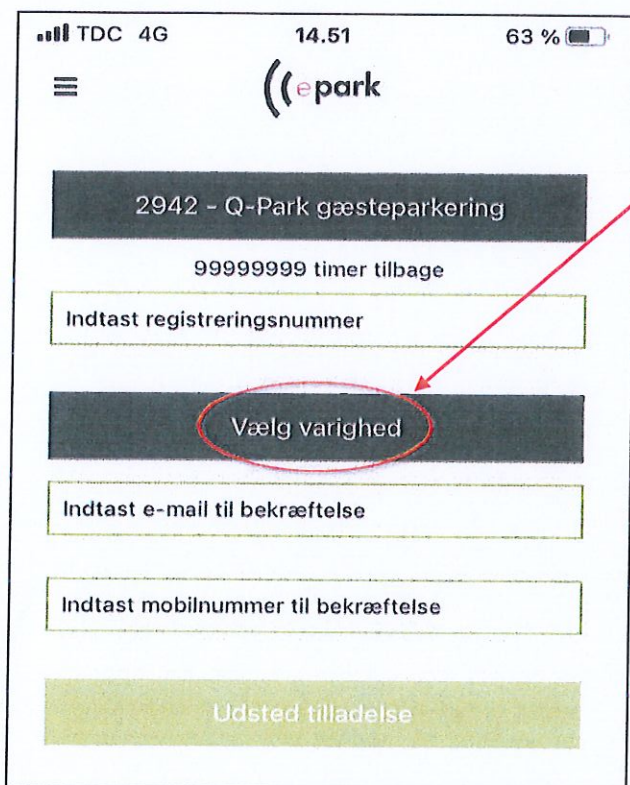 TDC 4G 14.51 63 %
epark
2942 - Q-Park gæsteparkering
99999999 timer tilbage
Indtast registreringsnummer
Vælg varighed
Indtast e-mail til bekræftelse
Indtast mobilnummer til bekræftelse
Udsted tilladelse